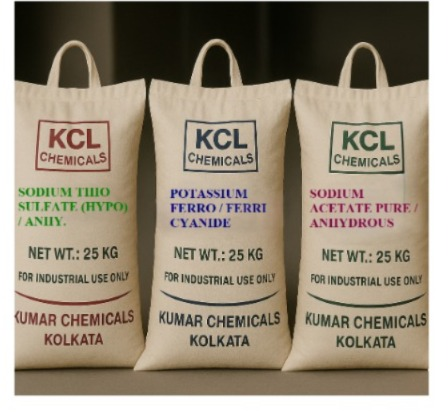 KCL
CHEMICALS
SODIUM THIO
SULFATE (HYPO)
/ ANHY.
NET WT.: 25 KG
FOR INDUSTRIAL USE ONLY
KUMAR CHEMICALS
KOLKATA
KCL
CHEMICALS
POTASSIUM
FERRO / FERRI
CYANIDE
NET WT.: 25 KG
FOR INDUSTRIAL USE ONLY
KUMAR CHEMICALS
KOLKATA
KCL
CHEMICALS
SODIUM
ACETATE PURE /
ANHYDROUS
NET WT.: 25 KG
FOR INDUSTRIAL USE ONLY
KUMAR CHEMICALS
KOLKATA